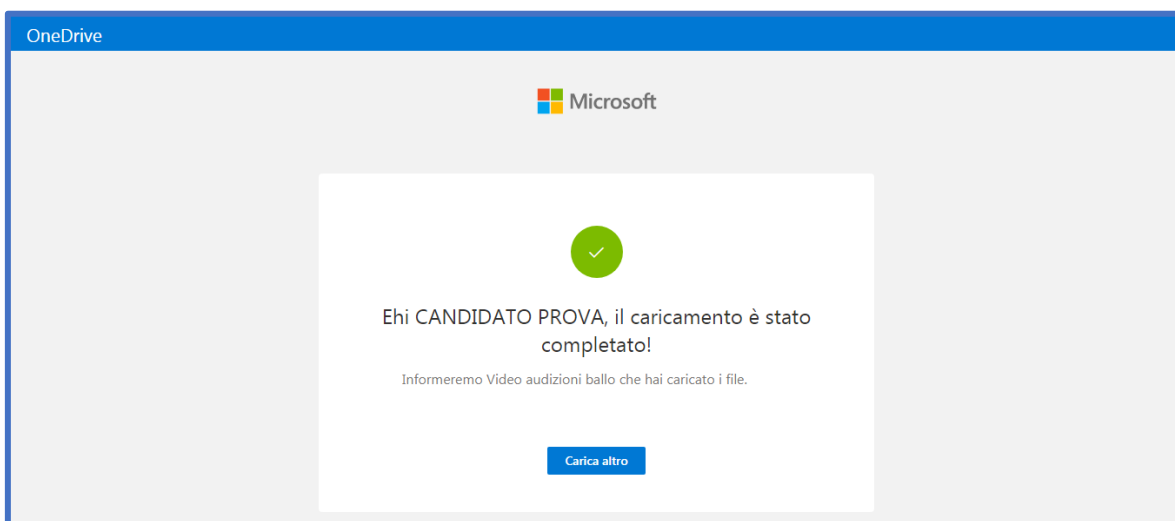 OneDrive
Microsoft
Ehi CANDIDATO PROVA, il caricamento è stato
completato!
Informeremo Video audizioni ballo che hai caricato i file.
Carica altro